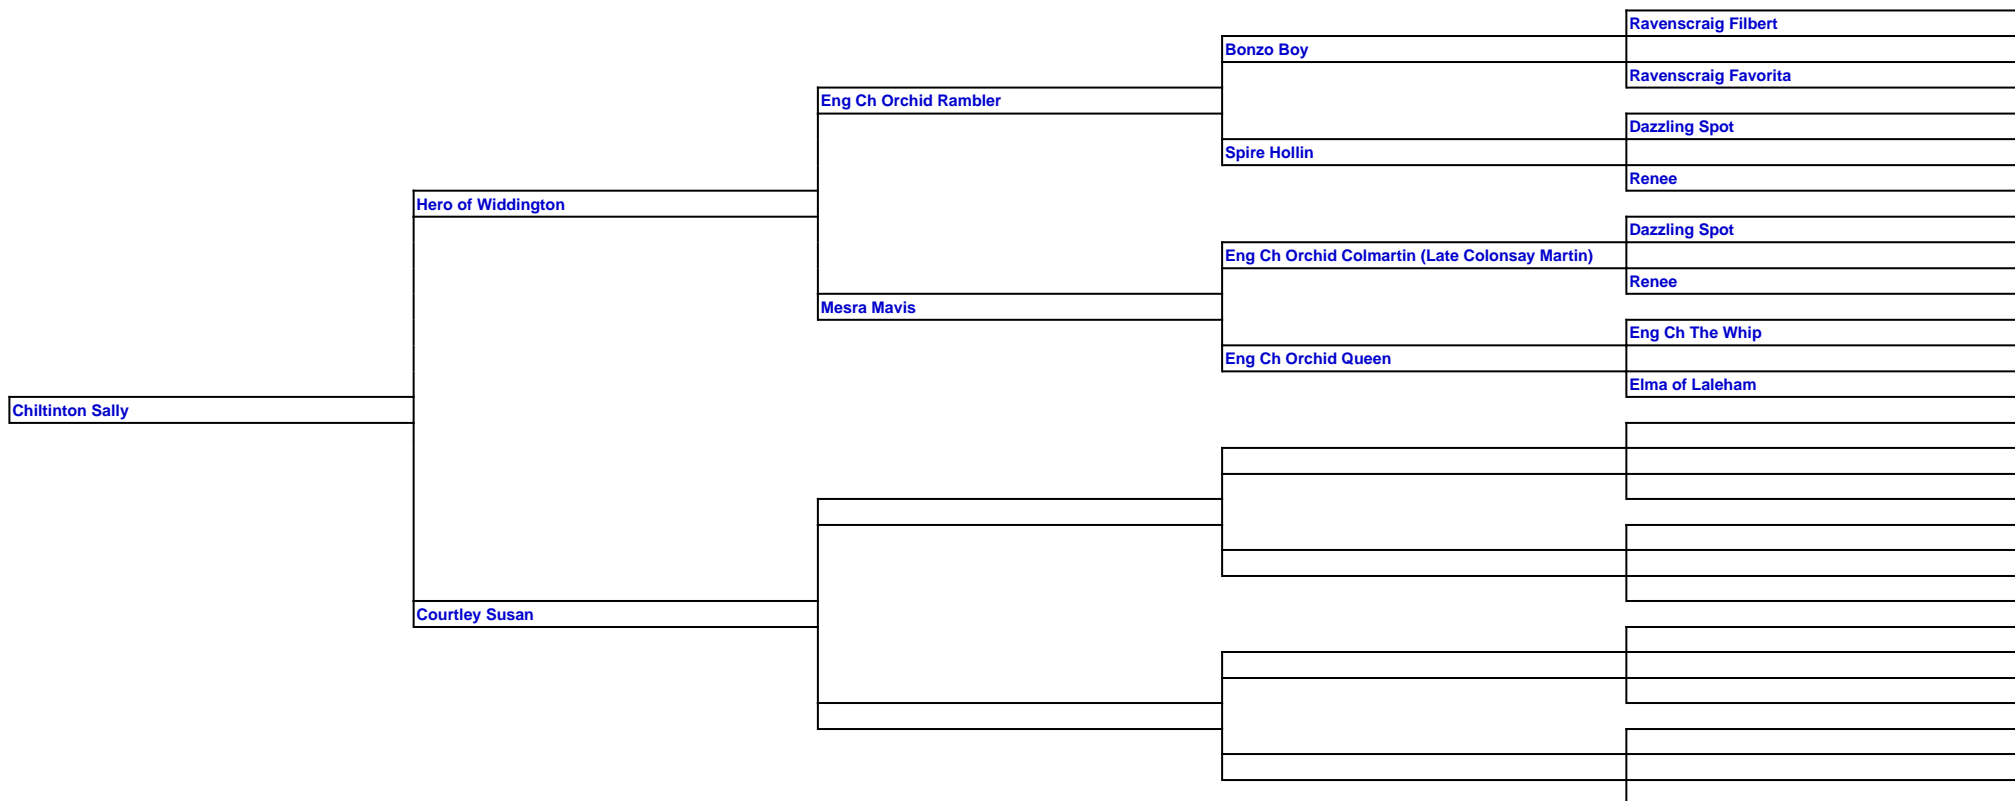 Ravenscraig Filbert
Bonzo Boy
Ravenscraig Favorita
Eng Ch Orchid Rambler
Dazzling Spot
Spire Hollin
Renee
Hero of Widdington
Dazzling Spot
Eng Ch Orchid Colmartin (Late Colonsay Martin)
Renee
Mesra Mavis
Eng Ch The Whip
Eng Ch Orchid Queen
Elma of Laleham
Chiltinton Sally
Courtley Susan